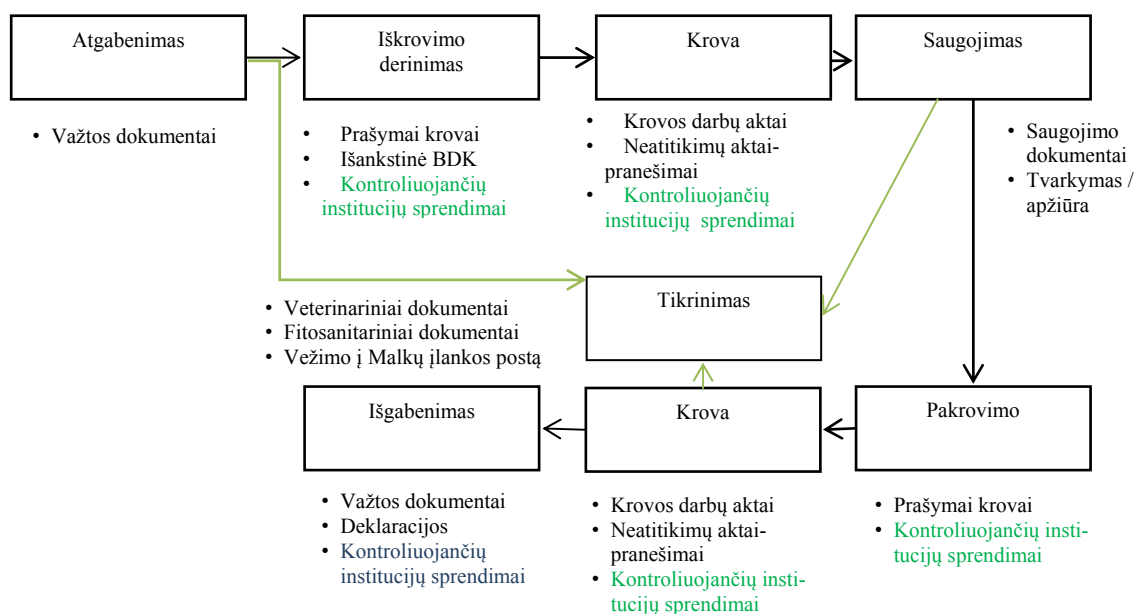 Atgabenimas
Iškrovimo
derinimas
Krova
Saugojimas
• Važtos dokumentai
• Prašymai krovai
• Išankstinė BDK
• Kontroliuojančių
institucijų sprendimai
• Krovos darbų aktai
• Neatitikimų aktai-
pranešimai
• Kontroliuojančių
institucijų sprendimai
• Saugojimo
dokumentai
• Tvarkymas /
apžiūra
Tikrinimas
• Veterinariniai dokumentai
• Fitosanitariniai dokumentai
• Vežimo į Malkų įlankos postą
Išgabenimas
Krova
Pakrovimo
• Važtos dokumentai
• Deklaracijos
• Kontroliuojančių
institucijų sprendimai
• Krovos darbų aktai
• Neatitikimų aktai-
pranešimai
• Kontroliuojančių insti-
tucijų sprendimai
• Prašymai krovai
• Kontroliuojančių insti-
tucijų sprendimai